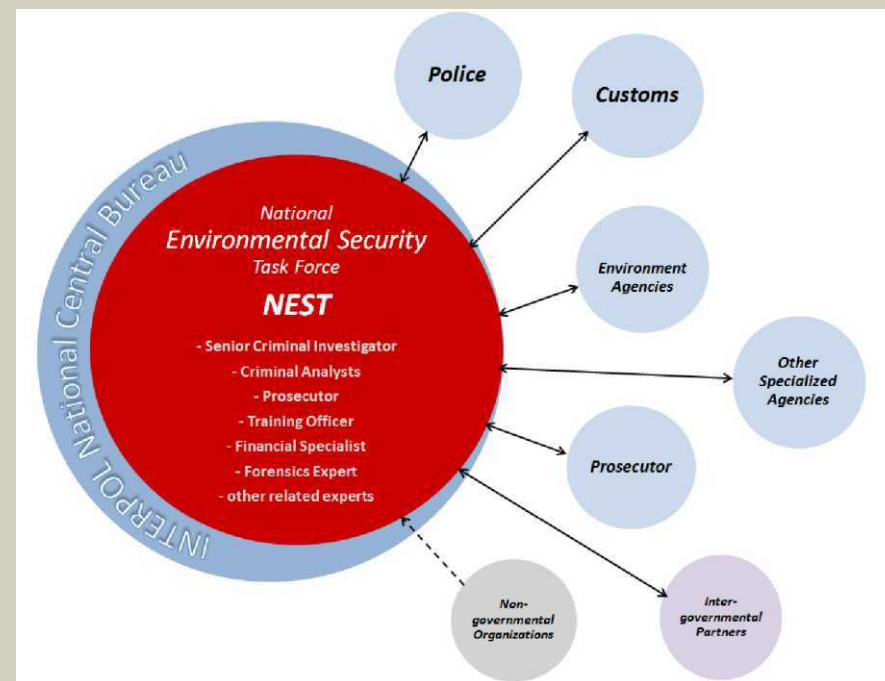 Police
Customs
INTERPOL National Central Bureau
National
Environmental Security
Task Force
NEST
- Senior Criminal Investigator
- Criminal Analysts
- Prosecutor
- Training Officer
- Financial Specialist
- Forensics Expert
- other related experts
Environment
Agencies
Other
Specialized
Agencies
Prosecutor
Non-
governmental
Organizations
Inter-
governmental
Partners